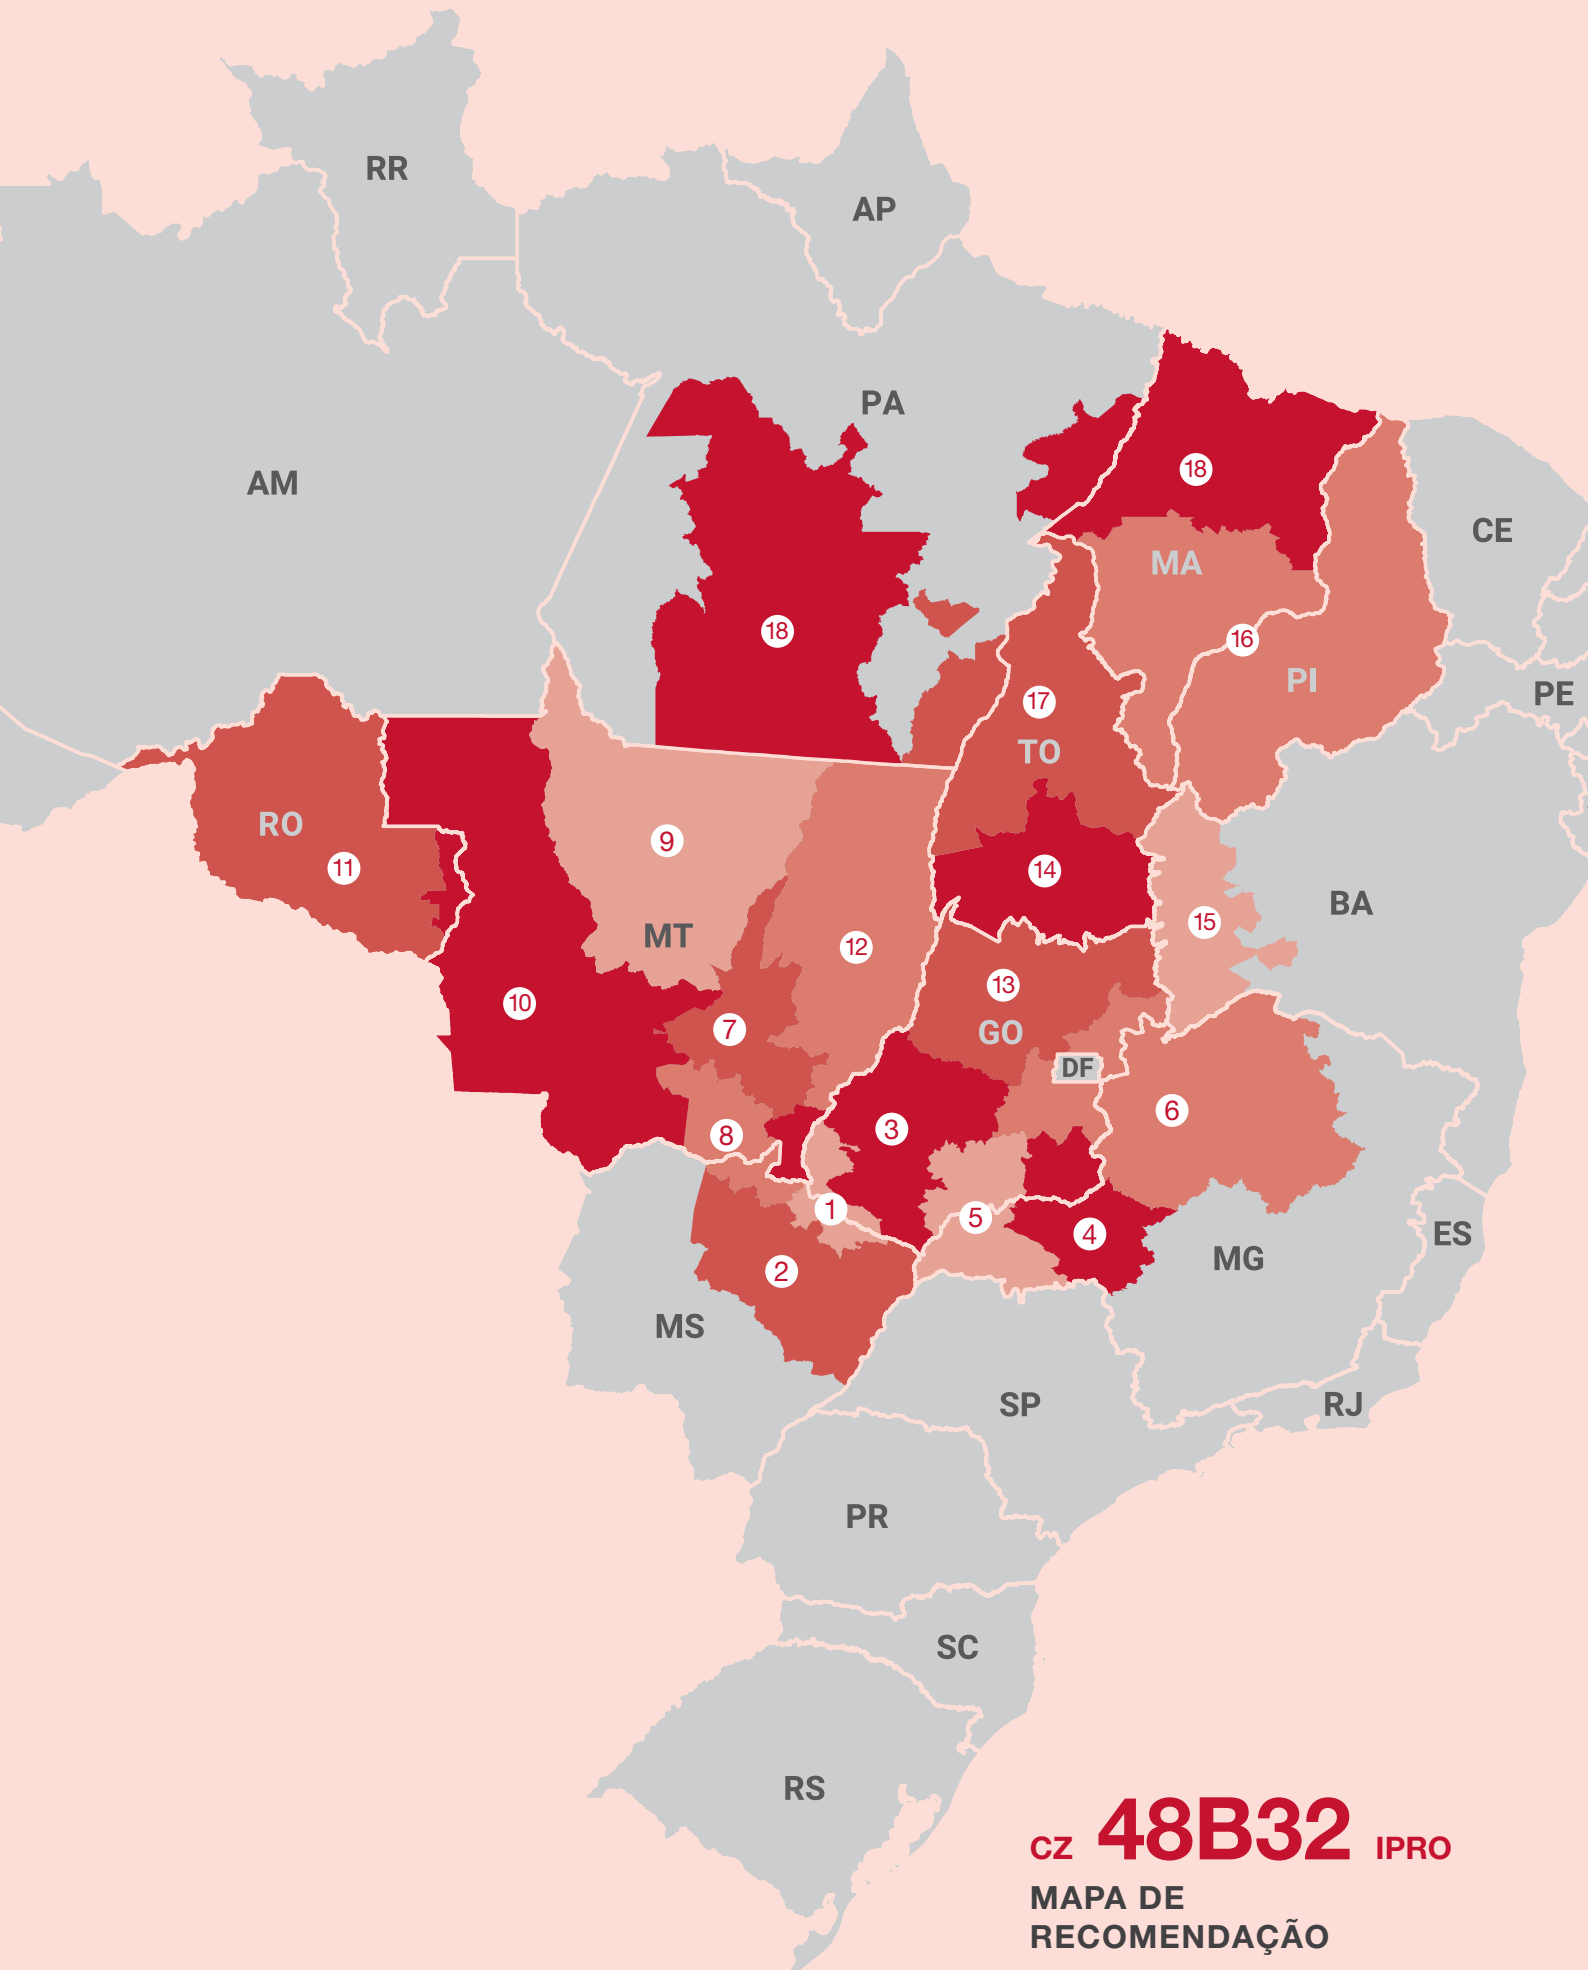 RR
AP
PA
AM
18
CE
MA
18
16
PI
PE
17
TO
RO
9
11
14
BA
15
MT
12
10
13
7
GO
DF
6
3
8
1
5
4
ES
MG
2
MS
SP
RJ
PR
SC
RS
CZ 48B32 IPRO
MAPA DE
RECOMENDAÇÃO